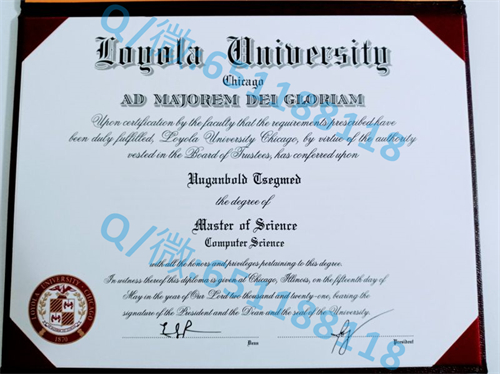 Loyola University
Chicago
AD MAJOREM DEI GLORIAM
Upon certification by the faculty that the requirements prescribed have
been duly fulfilled, Loyola University Chicago, by virtue of the authority
vested in the Board of Trustees, has conferred upon
Uuganbold Tsegmed
the degree of
Master of Science
Computer Science
with all the honors and privileges pertaining to this degree.
In witness thereof this diploma is given at Chicago, Illinois, on the fifteenth day of
May in the year of Our Lord two thousand and twenty-one, bearing the
signature of the President and the Dean and the seal of the University.
Dean
President
LOYOLA UNIVERSITY CHICAGO
1870
Q/微:651188118
Q/微:651188118